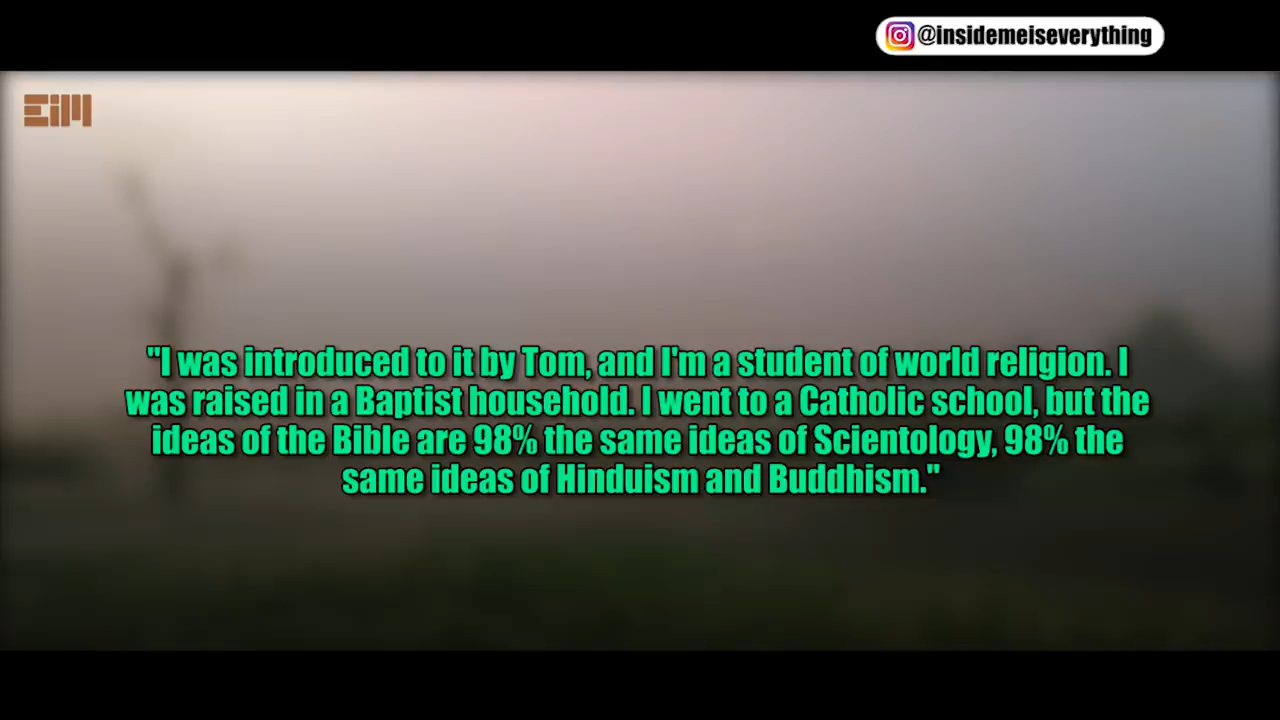 @insidemeiseverything
EiM
"I was introduced to it by Tom, and I'm a student of world religion. I
was raised in a Baptist household. I went to a Catholic school, but the
ideas of the Bible are 98% the same ideas of Scientology, 98% the
same ideas of Hinduism and Buddhism."